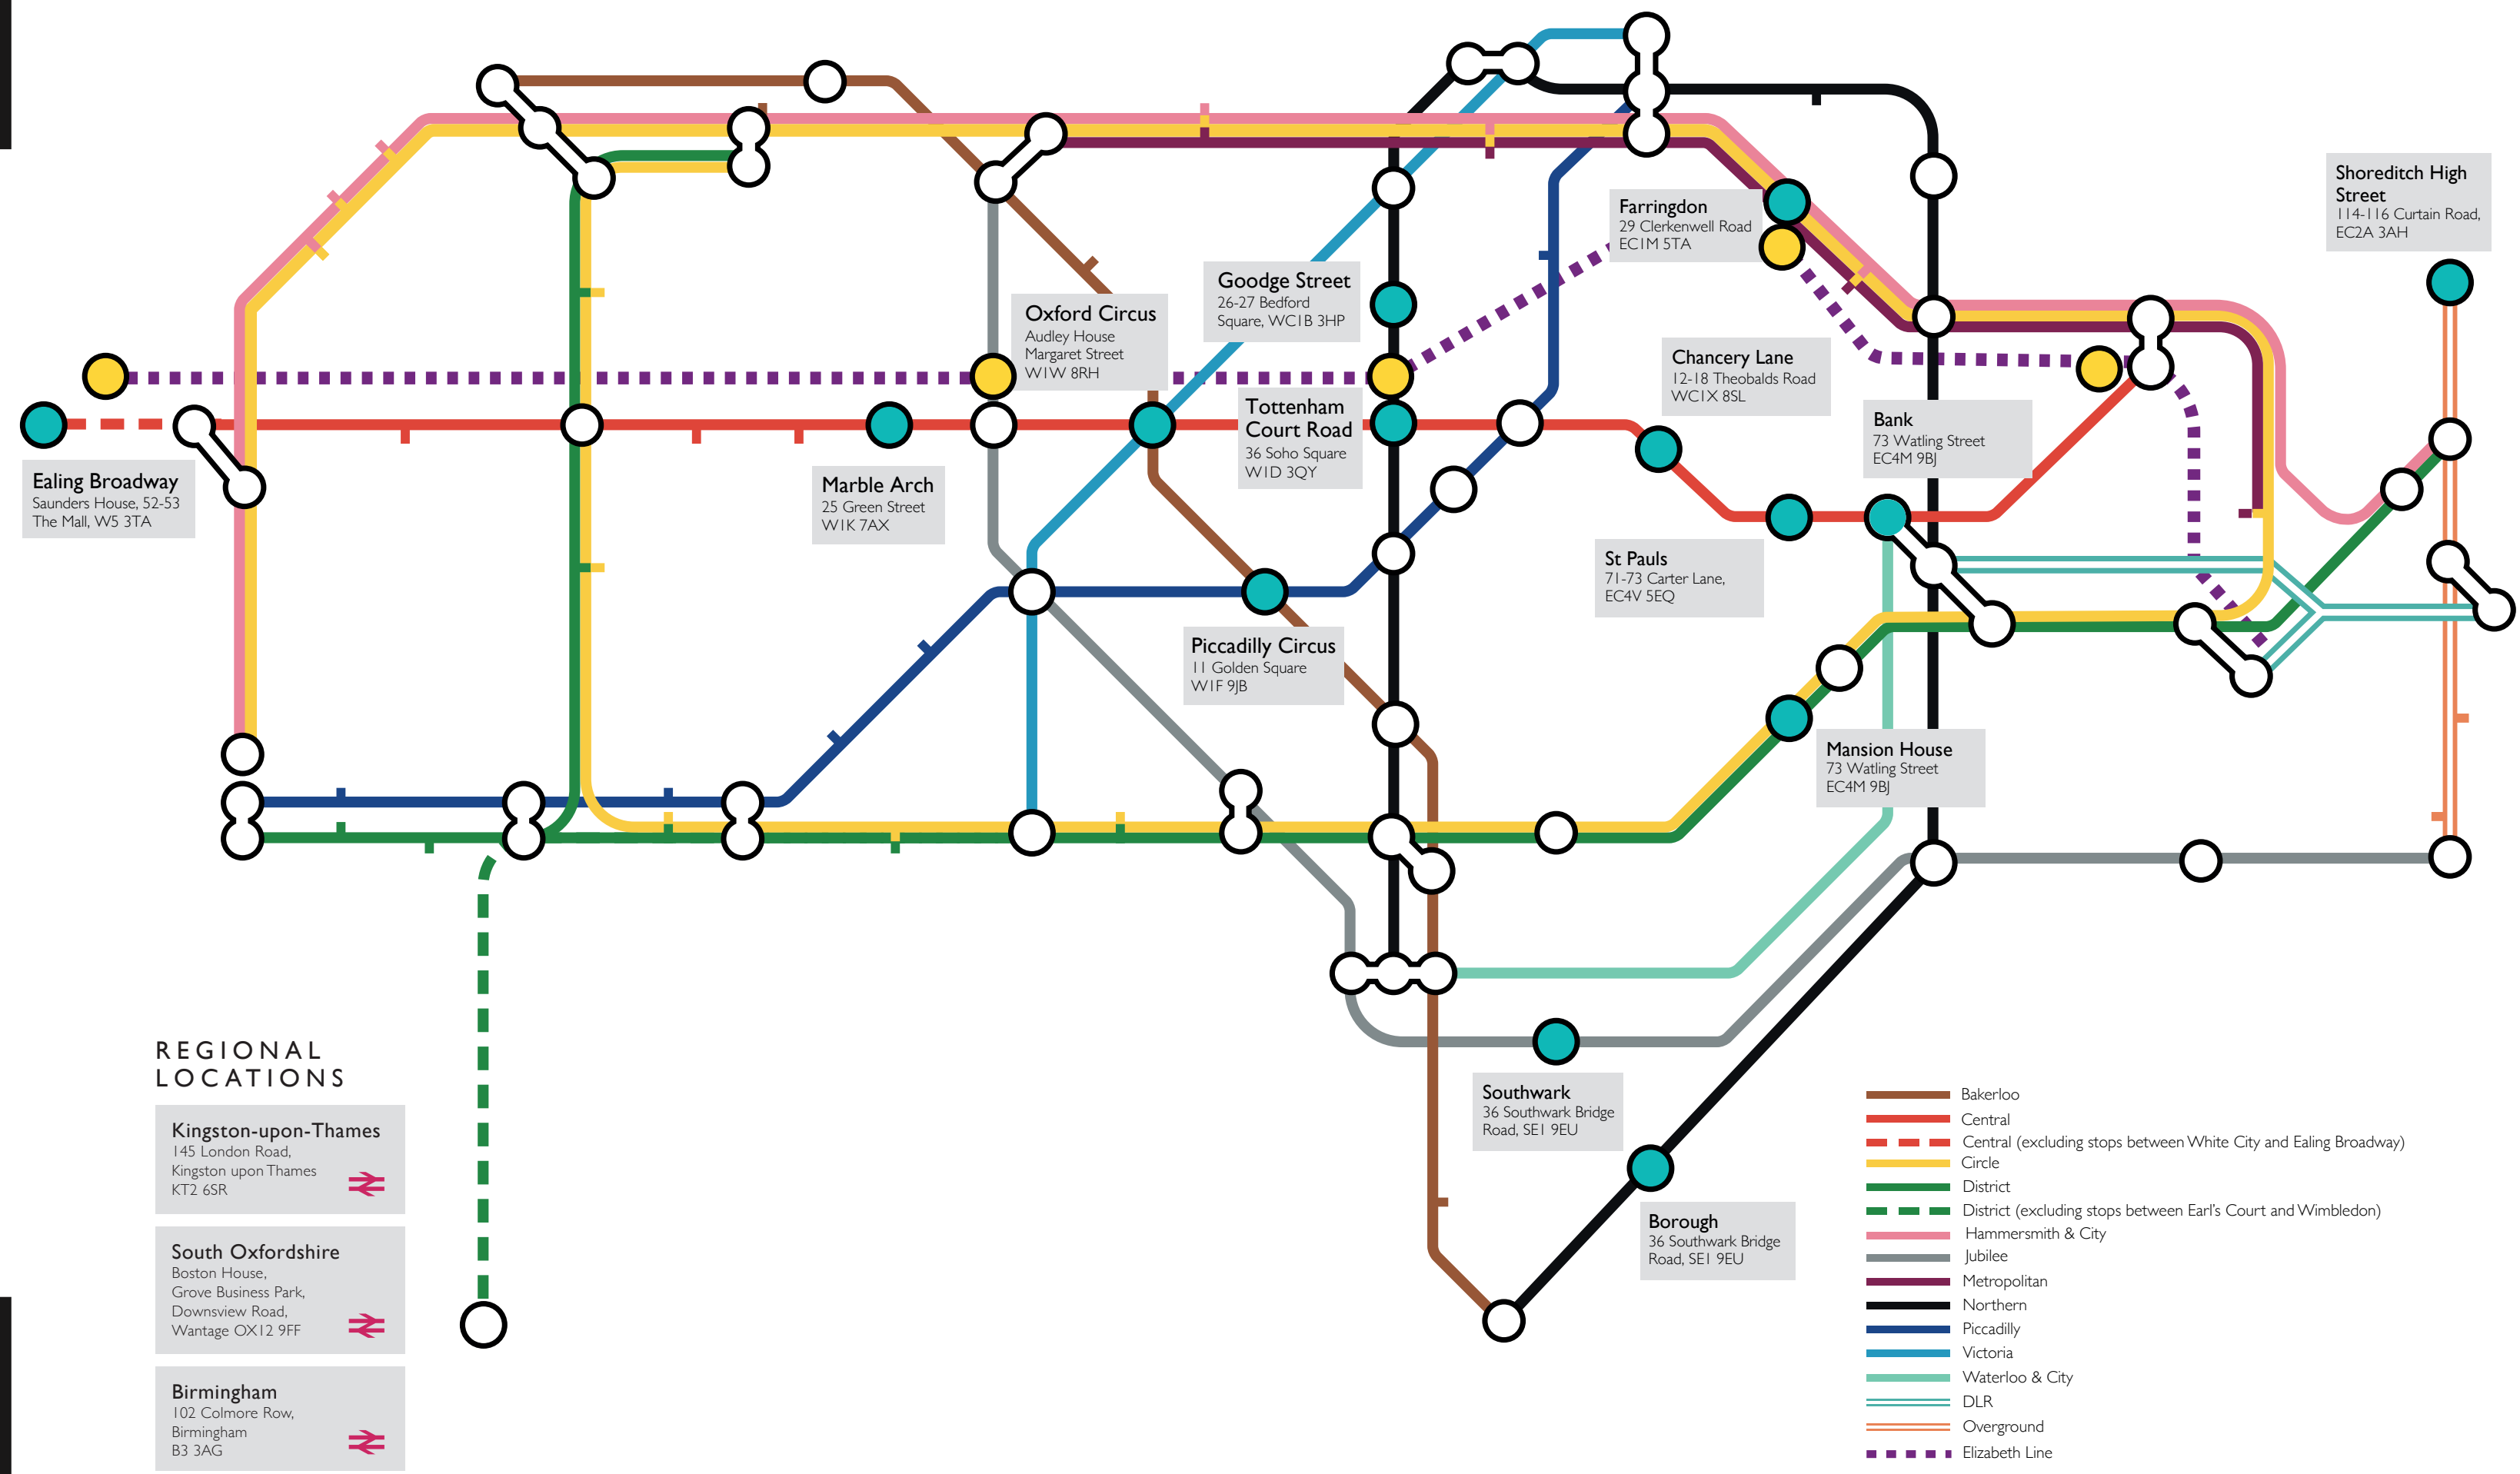 Shoreditch High
Street
114-116 Curtain Road,
EC2A 3AH
Farringdon
29 Clerkenwell Road
EC1M 5TA
Goodge Street
26-27 Bedford
Square, WC1B 3HP
Oxford Circus
Audley House
Margaret Street
W1W 8RH
Chancery Lane
12-18 Theobalds Road
WC1X 8SL
Tottenham
Court Road
36 Soho Square
W1D 3QY
Bank
73 Watling Street
EC4M 9BJ
Ealing Broadway
Saunders House, 52-53
The Mall, W5 3TA
Marble Arch
25 Green Street
W1K 7AX
St Pauls
71-73 Carter Lane,
EC4V 5EQ
Piccadilly Circus
11 Golden Square
W1F 9JB
Mansion House
73 Watling Street
EC4M 9BJ
Southwark
36 Southwark Bridge
Road, SE1 9EU
Borough
36 Southwark Bridge
Road, SE1 9EU
REGIONAL
LOCATIONS
Kingston-upon-Thames
145 London Road,
Kingston upon Thames
KT2 6SR
South Oxfordshire
Boston House,
Grove Business Park,
Downsview Road,
Wantage OX12 9FF
Birmingham
102 Colmore Row,
Birmingham
B3 3AG
Bakerloo
Central
Central (excluding stops between White City and Ealing Broadway)
Circle
District
District (excluding stops between Earl's Court and Wimbledon)
Hammersmith & City
Jubilee
Metropolitan
Northern
Piccadilly
Victoria
Waterloo & City
DLR
Overground
Elizabeth Line